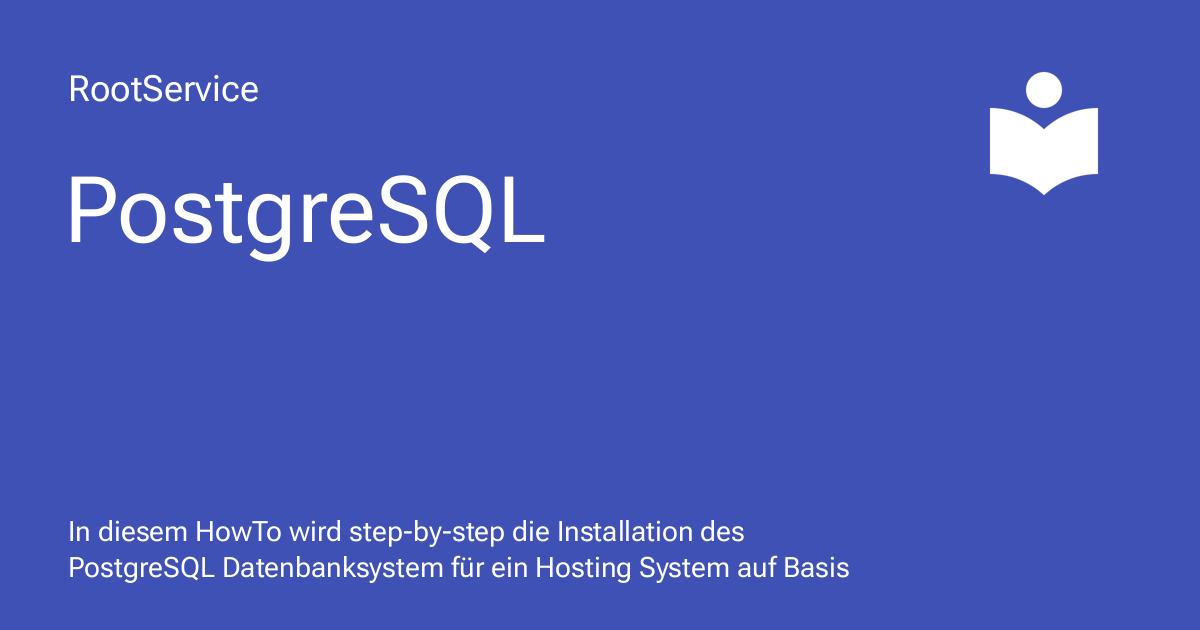 RootService
PostgreSQL
In diesem HowTo wird step-by-step die Installation des
PostgreSQL Datenbanksystem für ein Hosting System auf Basis